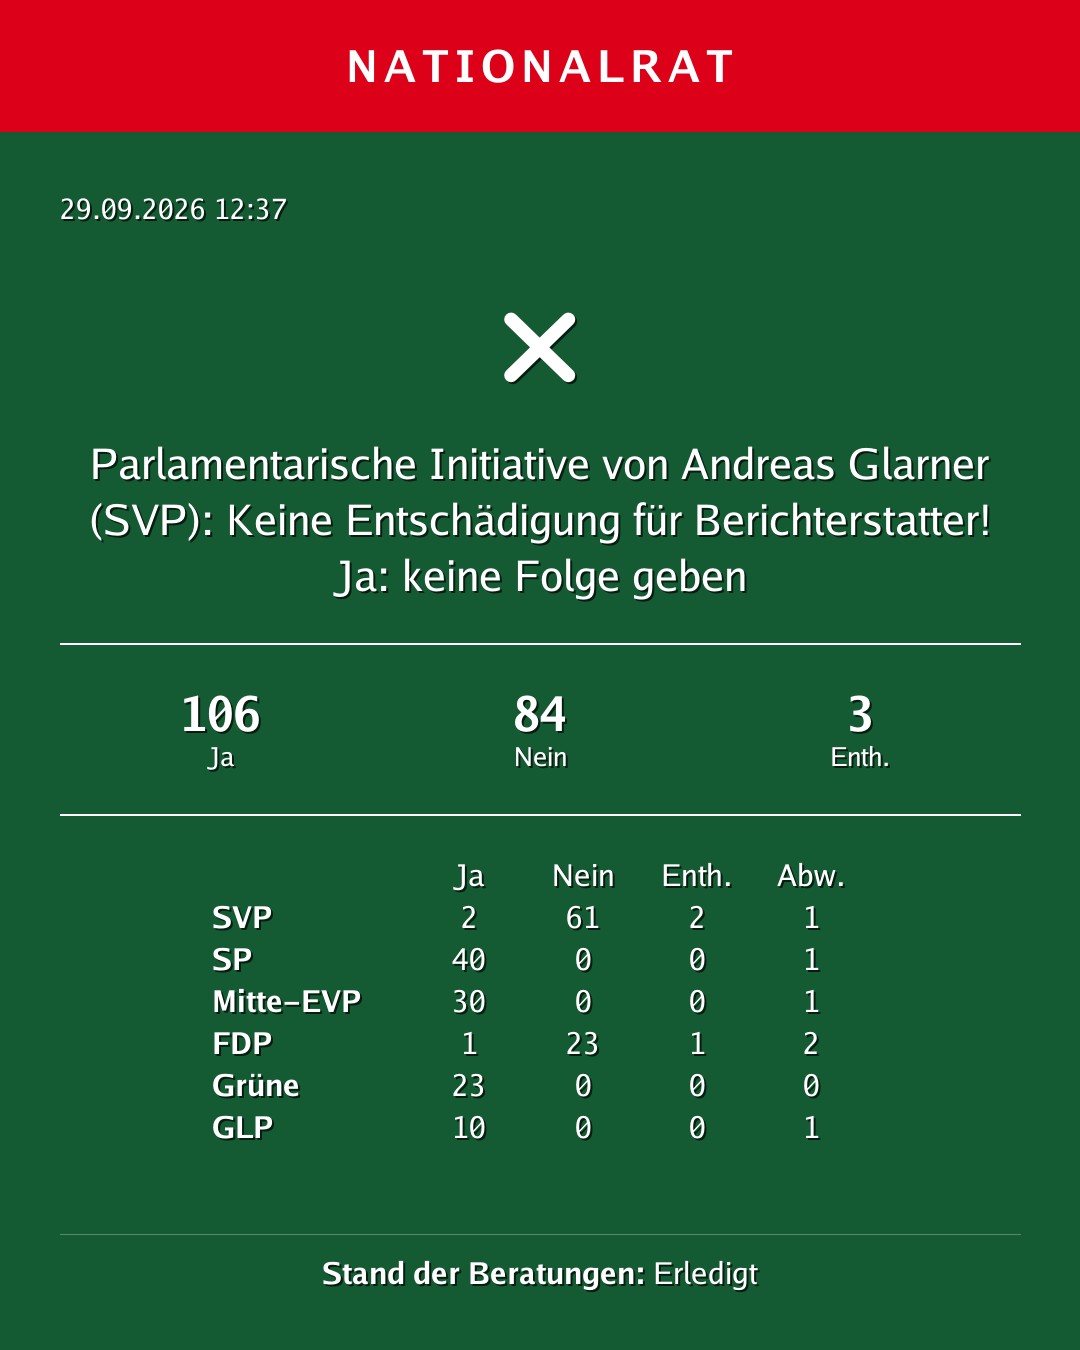 NATIONALRAT
29.09.2026 12:37
Parlamentarische Initiative von Andreas Glarner
(SVP): Keine Entschädigung für Berichterstatter!
Ja: keine Folge geben
106 84 3
Ja Nein Enth.
Ja Nein Enth. Abw.
SVP 2 61 2 1
SP 40 0 0 1
Mitte–EVP 30 0 0 1
FDP 1 23 1 2
Grüne 23 0 0 0
GLP 10 0 0 1
Stand der Beratungen: Erledigt